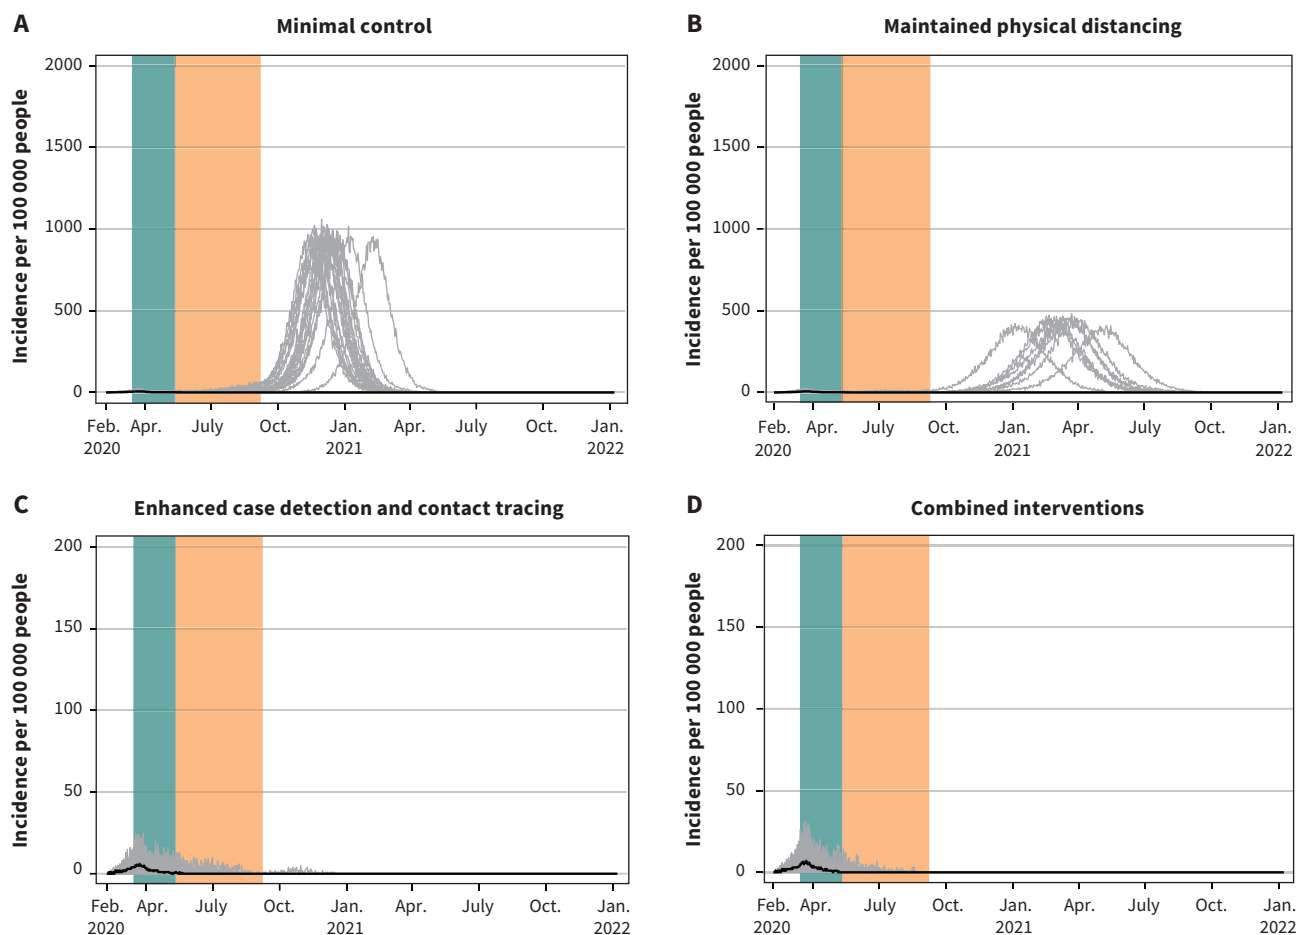 A
Minimal control
Incidence per 100 000 people
2000
1500
1000
500
0
Feb. Apr. July Oct. Jan. Apr. July Oct. Jan.
2020 2021 2022
B
Maintained physical distancing
Incidence per 100 000 people
2000
1500
1000
500
0
Feb. Apr. July Oct. Jan. Apr. July Oct. Jan.
2020 2021 2022
C
Enhanced case detection and contact tracing
Incidence per 100 000 people
200
150
100
50
0
Feb. Apr. July Oct. Jan. Apr. July Oct. Jan.
2020 2021 2022
D
Combined interventions
Incidence per 100 000 people
200
150
100
50
0
Feb. Apr. July Oct. Jan. Apr. July Oct. Jan.
2020 2021 2022